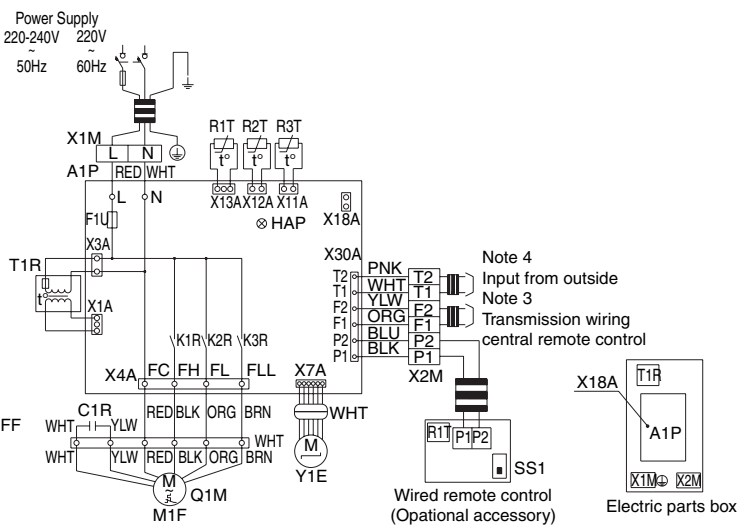 Power Supply
220-240V 220V
~ ~
50Hz 60Hz
X1M
L N
A1P RED WHT
L N
F1U
X3A
T1R
t°
X1A
R1T R2T R3T
t° t° t°
X13A X12A X11A
HAP
X18A
X30A
T2 PNK T2
T1 WHT T1
F2 YLW F2
F1 ORG F1
P2 BLU P2
P1 BLK P1
X2M
Note 4
Input from outside
Note 3
Transmission wiring
central remote control
K1R K2R K3R
X4A FC FH FL FLL
X7A
RED BLK ORG BRN
WHT
FF
WHT C1R YLW
WHT
WHT YLW RED BLK ORG BRN
M
~
Q1M
M1F
M
Y1E
R1T P1 P2
SS1
Wired remote control
(Opational accessory)
X18A
T1R
A1P
X1M X2M
Electric parts box